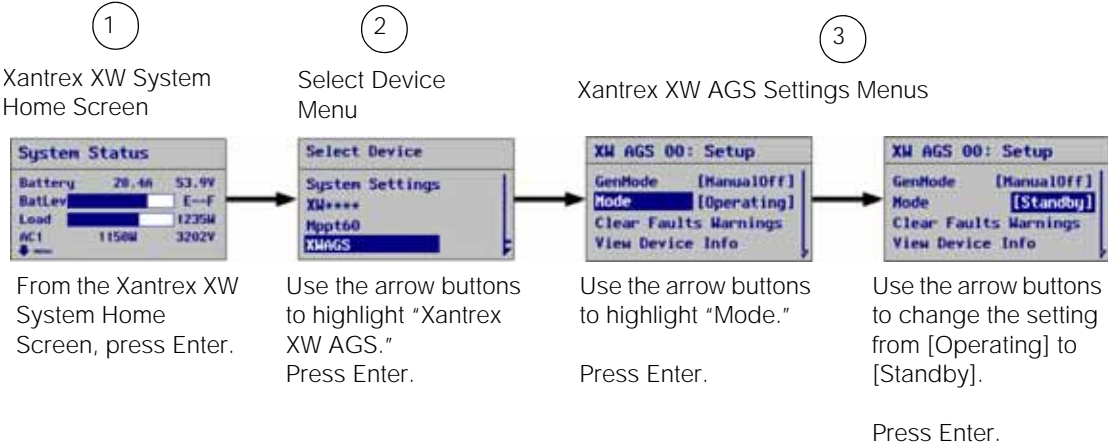 1
Xantrex XW System
Home Screen
System Status
Battery 20.4A 53.9V
BatLev E--F
Load 1235W
AC1 1150W 3202V
From the Xantrex XW
System Home
Screen, press Enter.
2
Select Device
Menu
Select Device
System Settings
XW****
Mppt60
XWAGS
Use the arrow buttons
to highlight “Xantrex
XW AGS.”
Press Enter.
3
Xantrex XW AGS Settings Menus
XW AGS 00: Setup
GenMode [ManualOff]
Mode [Operating]
Clear Faults Warnings
View Device Info
Use the arrow buttons
to highlight “Mode.”
Press Enter.
XW AGS 00: Setup
GenMode [ManualOff]
Mode [Standby]
Clear Faults Warnings
View Device Info
Use the arrow buttons
to change the setting
from [Operating] to
[Standby].
Press Enter.